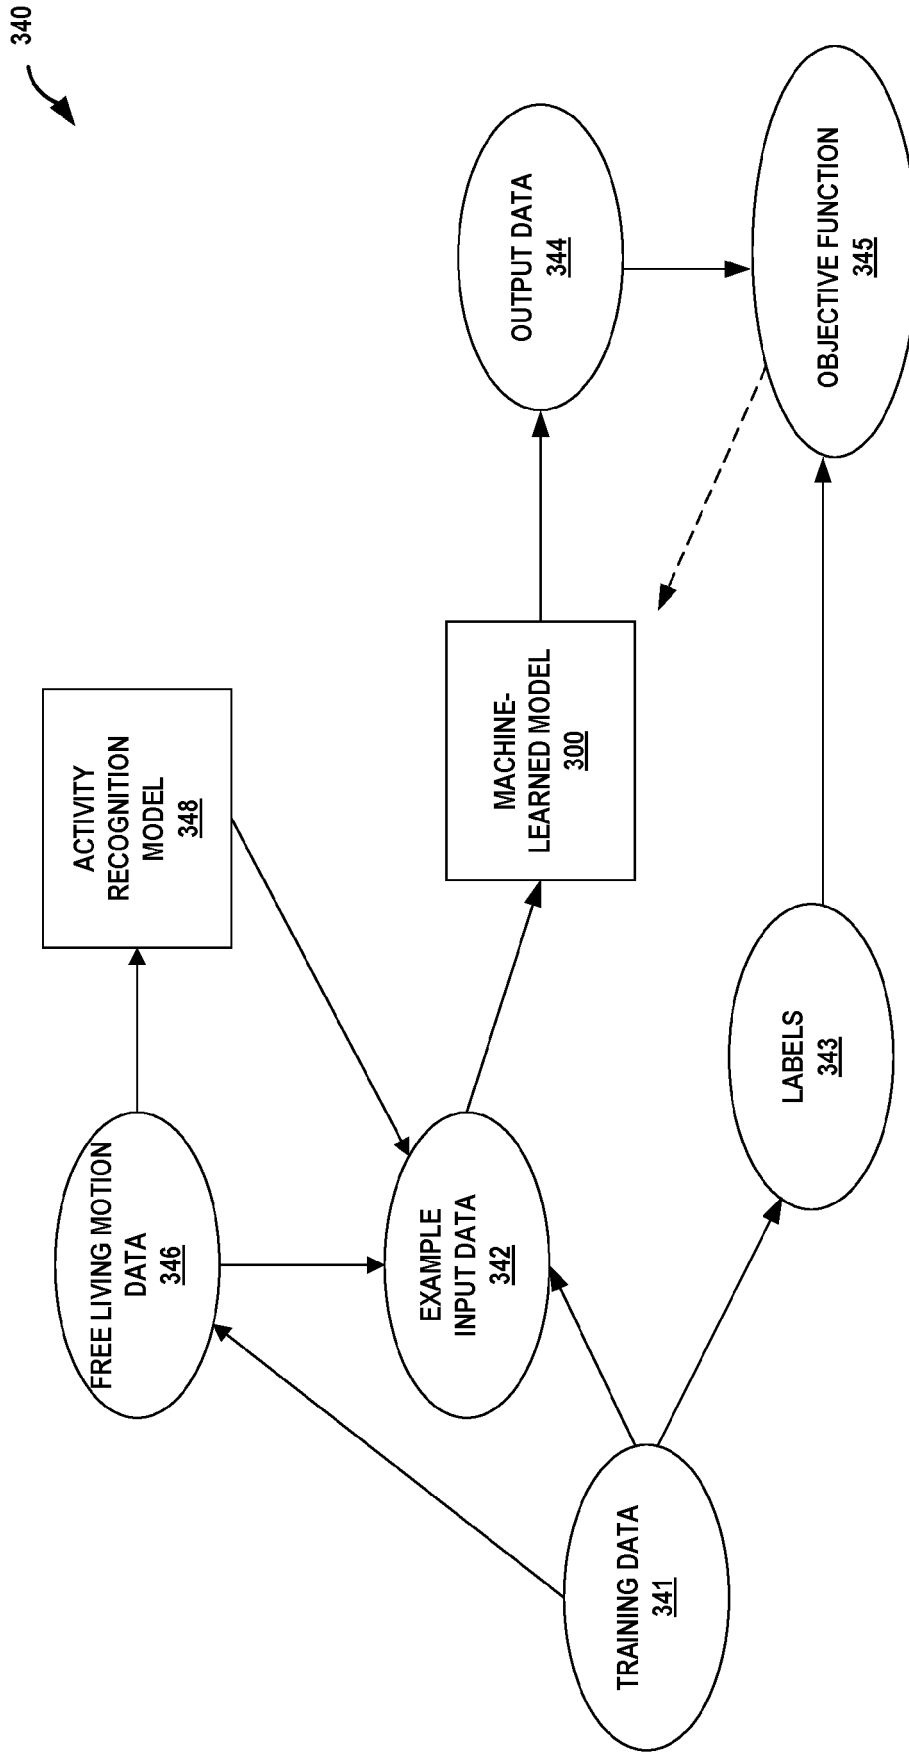 340
ACTIVITY
RECOGNITION
MODEL
348
FREE LIVING MOTION
DATA
346
EXAMPLE
INPUT DATA
342
MACHINE-
LEARNED MODEL
300
OUTPUT DATA
344
TRAINING DATA
341
LABELS
343
OBJECTIVE FUNCTION
345